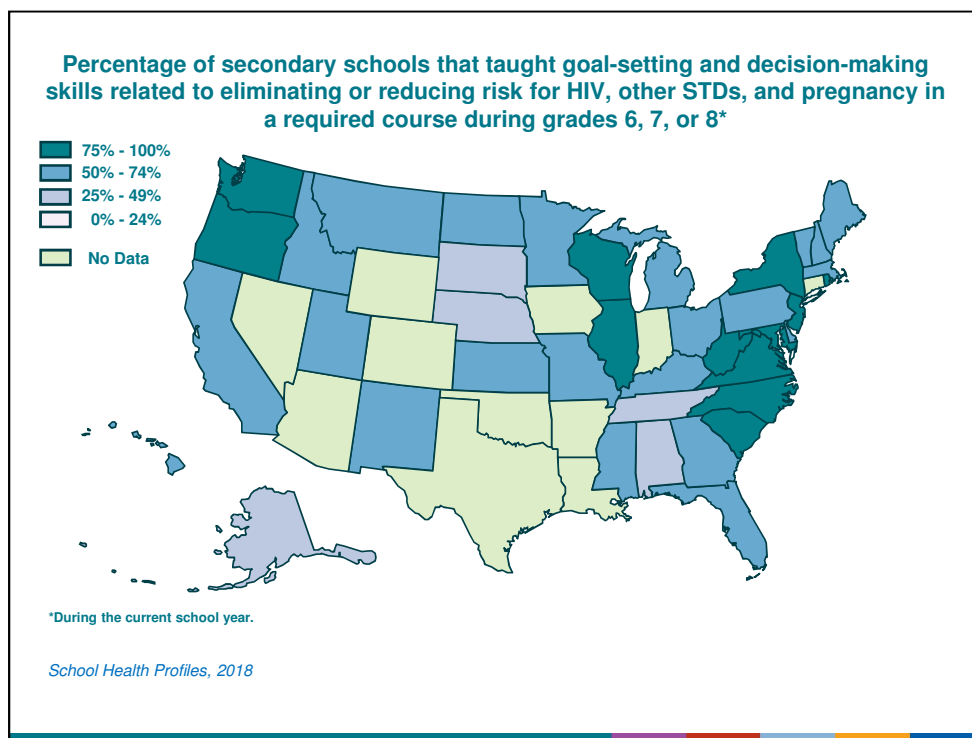 Percentage of secondary schools that taught goal-setting and decision-making
skills related to eliminating or reducing risk for HIV, other STDs, and pregnancy in
a required course during grades 6, 7, or 8*
75% - 100%
50% - 74%
25% - 49%
0% - 24%
No Data
*During the current school year.
School Health Profiles, 2018